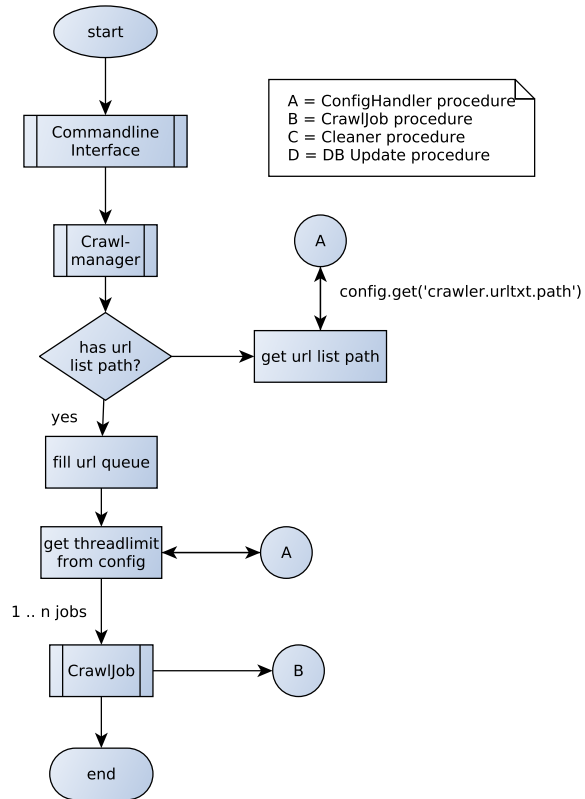 start
A = ConfigHandler procedure
B = CrawlJob procedure
C = Cleaner procedure
D = DB Update procedure
Commandline
Interface
Crawl-
manager
A
config.get('crawler.urltxt.path')
has url
list path?
get url list path
yes
fill url queue
get threadlimit
from config
A
1 .. n jobs
CrawlJob
B
end